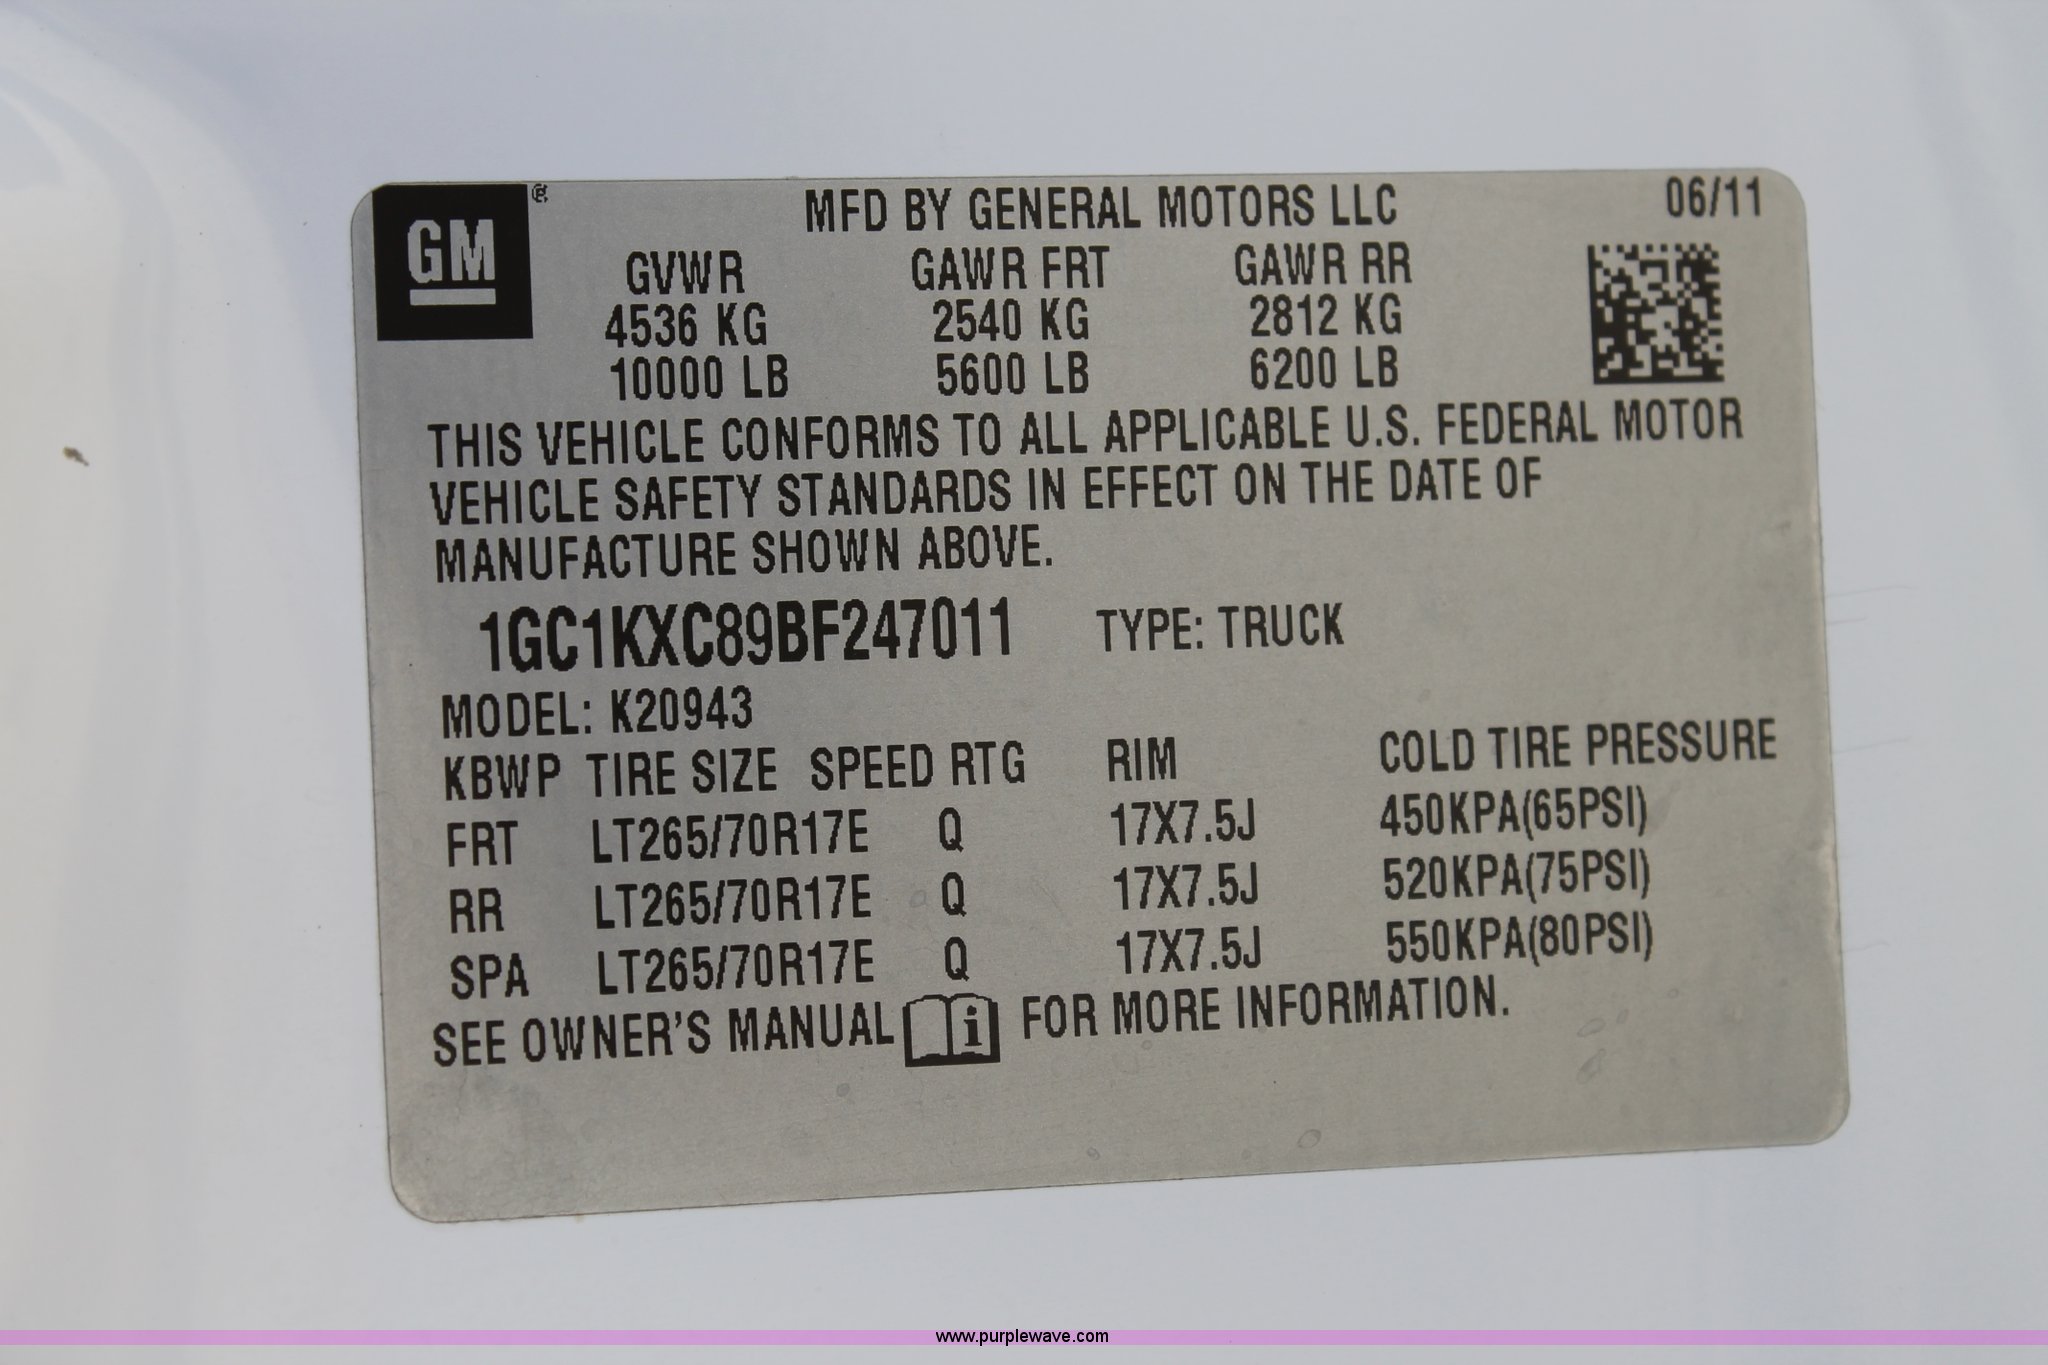 GM ® MFD BY GENERAL MOTORS LLC 06/11
GVWR GAWR FRT GAWR RR
4536 KG 2540 KG 2812 KG
10000 LB 5600 LB 6200 LB
THIS VEHICLE CONFORMS TO ALL APPLICABLE U.S. FEDERAL MOTOR
VEHICLE SAFETY STANDARDS IN EFFECT ON THE DATE OF
MANUFACTURE SHOWN ABOVE.
1GC1KXC89BF247011 TYPE: TRUCK
MODEL: K20943
KBWP TIRE SIZE SPEED RTG RIM COLD TIRE PRESSURE
FRT LT265/70R17E Q 17X7.5J 450KPA(65PSI)
RR LT265/70R17E Q 17X7.5J 520KPA(75PSI)
SPA LT265/70R17E Q 17X7.5J 550KPA(80PSI)
SEE OWNER'S MANUAL i FOR MORE INFORMATION.
www.purplewave.com